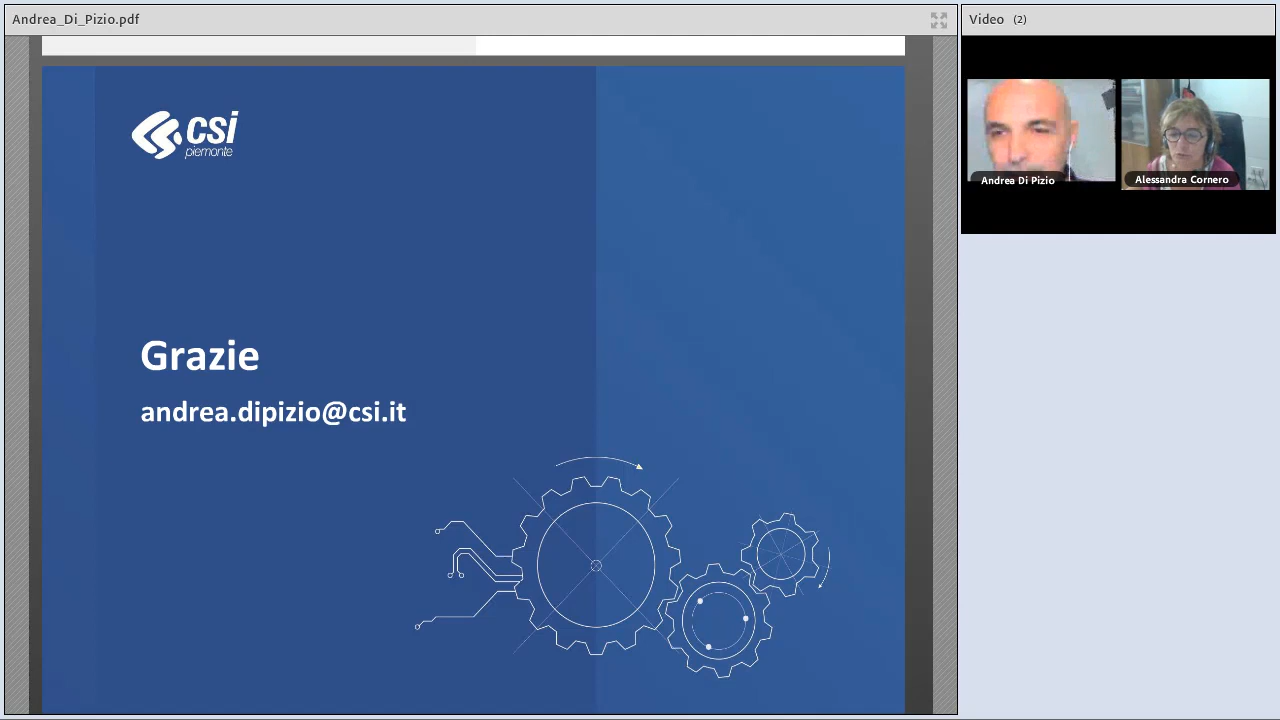 Andrea_Di_Pizio.pdf
Video (2)
csi
piemonte
Andrea Di Pizio
Alessandra Cornero
Grazie
andrea.dipizio@csi.it